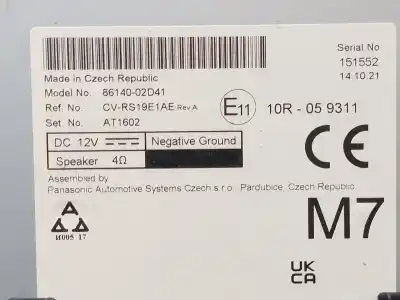 Serial No
151552
14.10.21
Made in Czech Republic
Model No. 86140-02D41
Ref. No. CV-RS19E1AE Rev.A
Set. No. AT1602
E11 10R - 05 9311
DC 12V
Negative Ground
Speaker 4Ω
CE
Assembled by
Panasonic Automotive Systems Czech s.r.o. Pardubice, Czech Republic
A
H005 17
M7
UK
CA